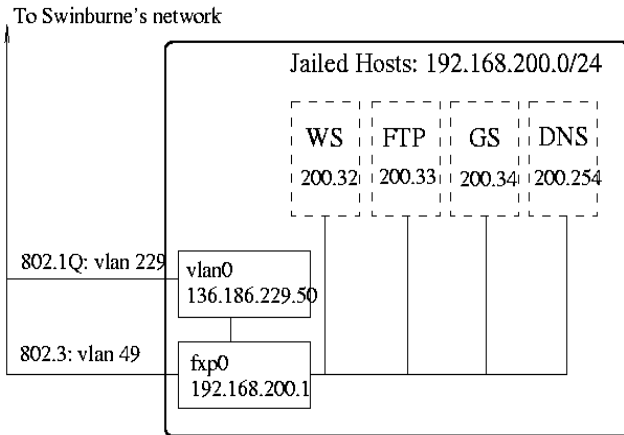 To Swinburne's network
Jailed Hosts: 192.168.200.0/24
WS
200.32
FTP
200.33
GS
200.34
DNS
200.254
802.1Q: vlan 229
vlan0
136.186.229.50
802.3: vlan 49
fxp0
192.168.200.1